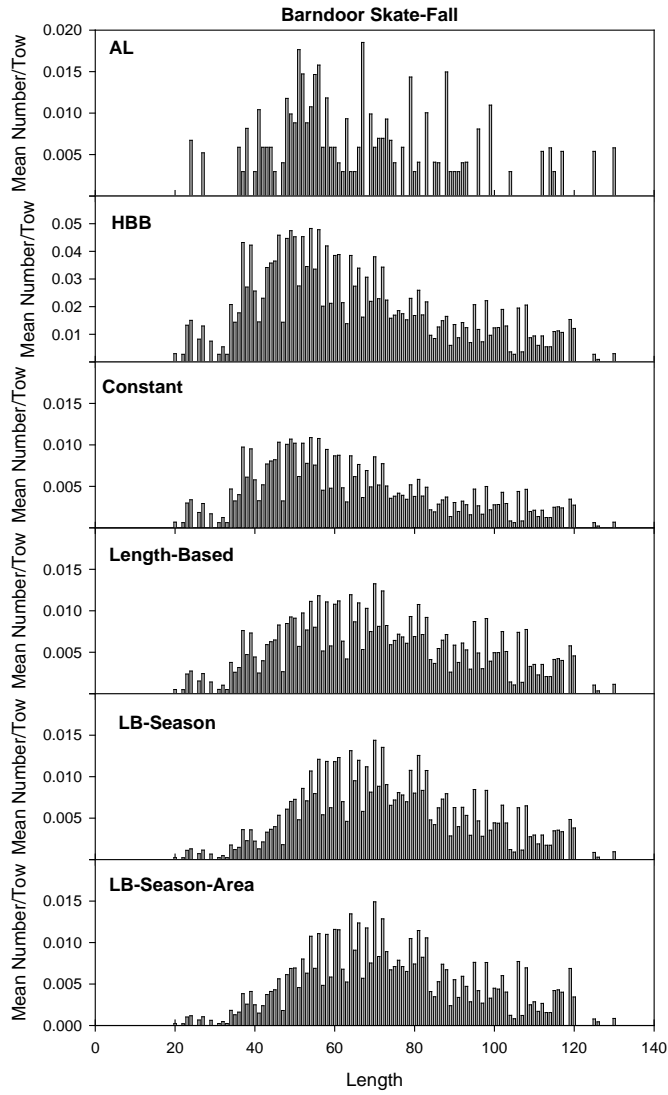 Barndoor Skate-Fall
AL
Mean Number/Tow
0.020
0.015
0.010
0.005
HBB
Mean Number/Tow
0.05
0.04
0.03
0.02
0.01
Constant
Mean Number/Tow
0.015
0.010
0.005
Length-Based
Mean Number/Tow
0.015
0.010
0.005
LB-Season
Mean Number/Tow
0.015
0.010
0.005
LB-Season-Area
Mean Number/Tow
0.015
0.010
0.005
0.000
0 20 40 60 80 100 120 140
Length